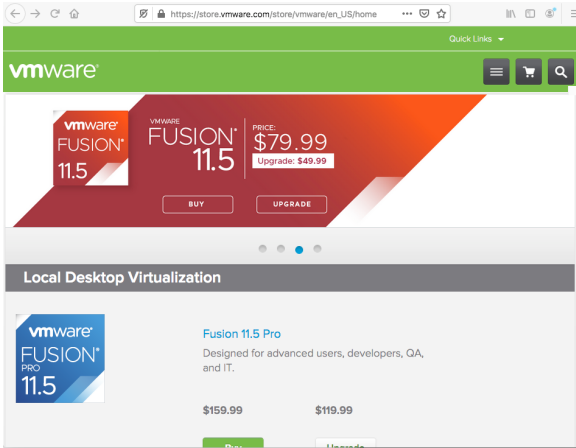 https://store.vmware.com/store/vmware/en_US/home
Quick Links
vmware®
vmware®
FUSION®
11.5
VMWARE
FUSION®
11.5
PRICE:
$79.99
Upgrade: $49.99
BUY
UPGRADE
Local Desktop Virtualization
vmware®
FUSION®
PRO
11.5
Fusion 11.5 Pro
Designed for advanced users, developers, QA,
and IT.
$159.99
$119.99
Buy
Upgrade